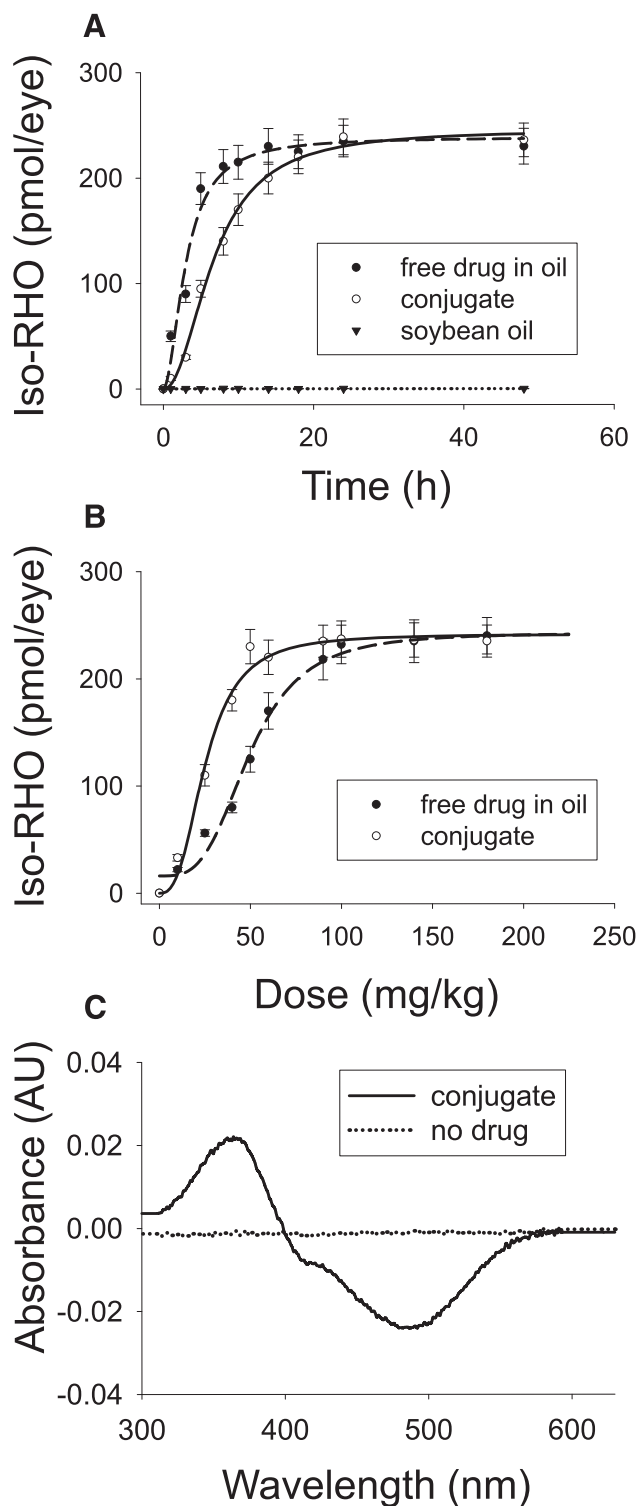 A
Iso-RHO (pmol/eye)
300
200
100
0
free drug in oil
conjugate
soybean oil
0 20 40 60
Time (h)
B
Iso-RHO (pmol/eye)
300
200
100
0
free drug in oil
conjugate
0 50 100 150 200 250
Dose (mg/kg)
C
Absorbance (AU)
0.04
0.02
0.00
-0.02
-0.04
conjugate
no drug
300 400 500 600
Wavelength (nm)